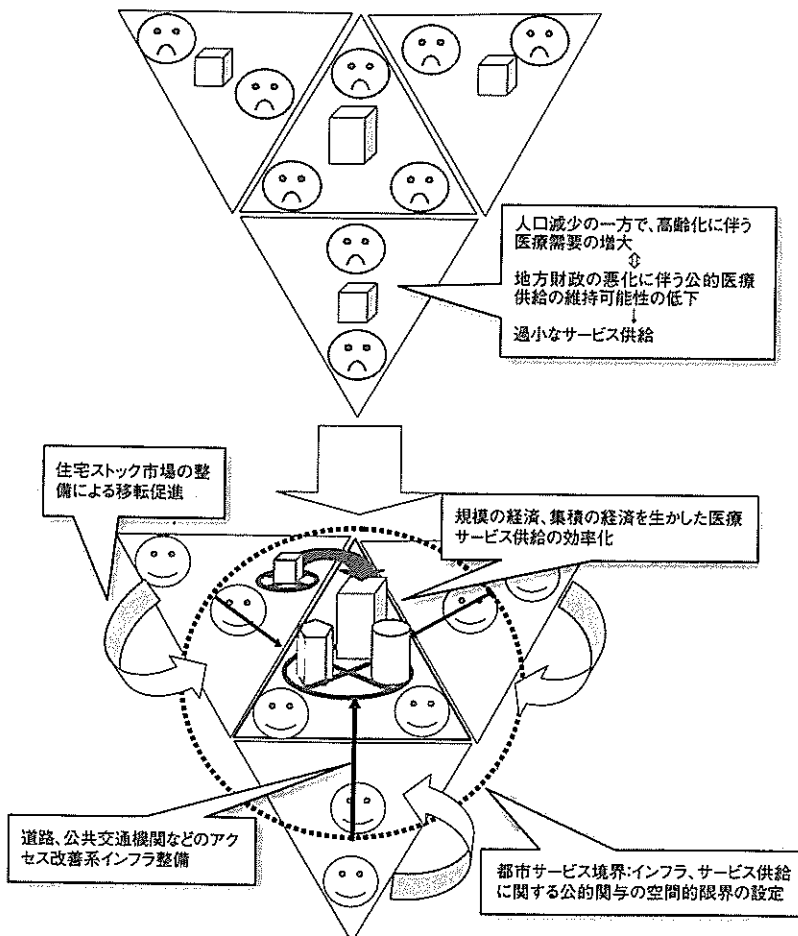 人口減少の一方で、高齢化に伴う
医療需要の増大
⇕
地方財政の悪化に伴う公的医療
供給の維持可能性の低下
↓
過小なサービス供給
住宅ストック市場の整
備による移転促進
規模の経済、集積の経済を生かした医療
サービス供給の効率化
道路、公共交通機関などのアク
セス改善系インフラ整備
都市サービス境界:インフラ、サービス供給
に関する公的関与の空間的限界の設定